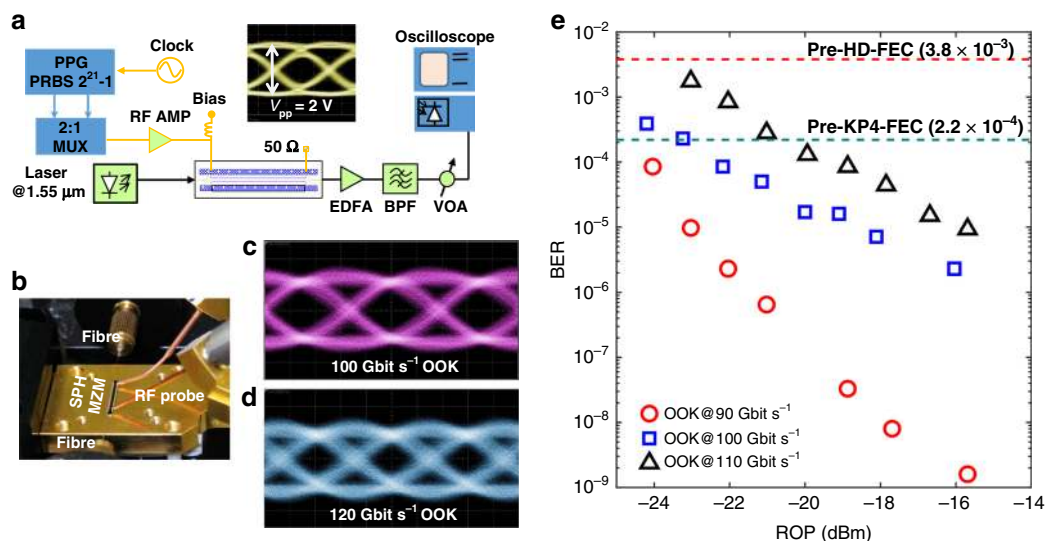 a
PPG
PRBS 2²¹-1
Clock
2:1
MUX
RF AMP
Bias
Vpp = 2 V
Oscilloscope
Laser
@1.55 µm
50 Ω
EDFA
BPF
VOA
b
Fibre
SPH
MZM
RF probe
Fibre
c
100 Gbit s⁻¹ OOK
d
120 Gbit s⁻¹ OOK
e
BER
10⁻²
10⁻³
10⁻⁴
10⁻⁵
10⁻⁶
10⁻⁷
10⁻⁸
10⁻⁹
Pre-HD-FEC (3.8 × 10⁻³)
Pre-KP4-FEC (2.2 × 10⁻⁴)
OOK@90 Gbit s⁻¹
OOK@100 Gbit s⁻¹
OOK@110 Gbit s⁻¹
−24 −22 −20 −18 −16 −14
ROP (dBm)